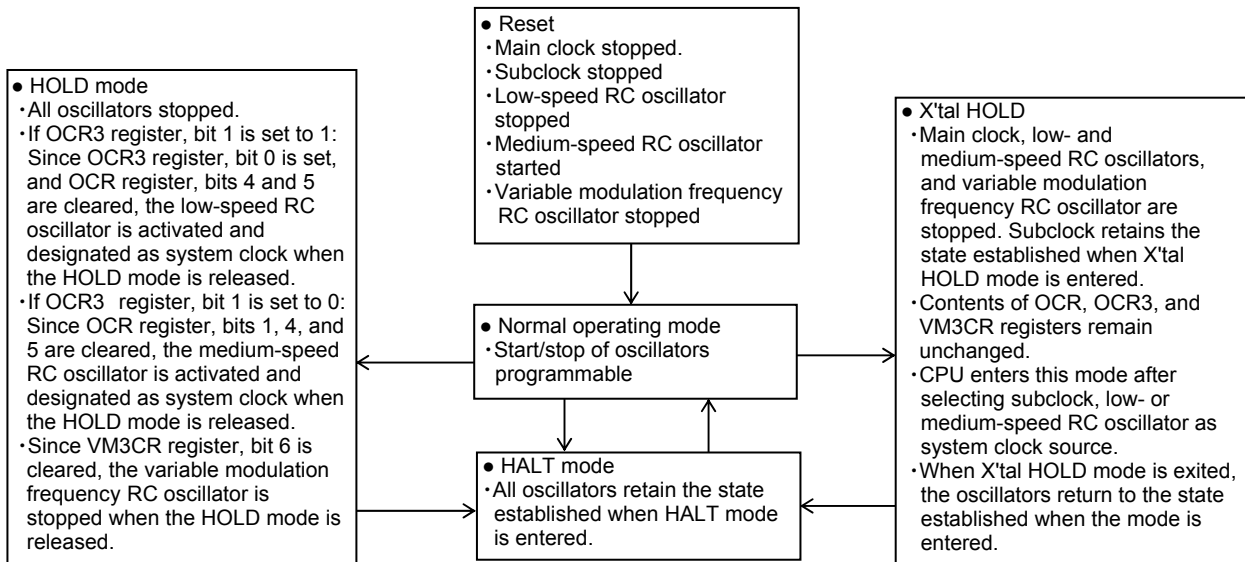 ● Reset
･Main clock stopped.
･Subclock stopped
･Low-speed RC oscillator
stopped
･Medium-speed RC oscillator
started
･Variable modulation frequency
RC oscillator stopped
● HOLD mode
･All oscillators stopped.
･If OCR3 register, bit 1 is set to 1:
Since OCR3 register, bit 0 is set,
and OCR register, bits 4 and 5
are cleared, the low-speed RC
oscillator is activated and
designated as system clock when
the HOLD mode is released.
･If OCR3 register, bit 1 is set to 0:
Since OCR register, bits 1, 4, and
5 are cleared, the medium-speed
RC oscillator is activated and
designated as system clock when
the HOLD mode is released.
･Since VM3CR register, bit 6 is
cleared, the variable modulation
frequency RC oscillator is
stopped when the HOLD mode is
released.
● Normal operating mode
･Start/stop of oscillators
programmable
● HALT mode
･All oscillators retain the state
established when HALT mode
is entered.
● X'tal HOLD
･Main clock, low- and
medium-speed RC oscillators,
and variable modulation
frequency RC oscillator are
stopped. Subclock retains the
state established when X'tal
HOLD mode is entered.
･Contents of OCR, OCR3, and
VM3CR registers remain
unchanged.
･CPU enters this mode after
selecting subclock, low- or
medium-speed RC oscillator as
system clock source.
･When X'tal HOLD mode is exited,
the oscillators return to the state
established when the mode is
entered.